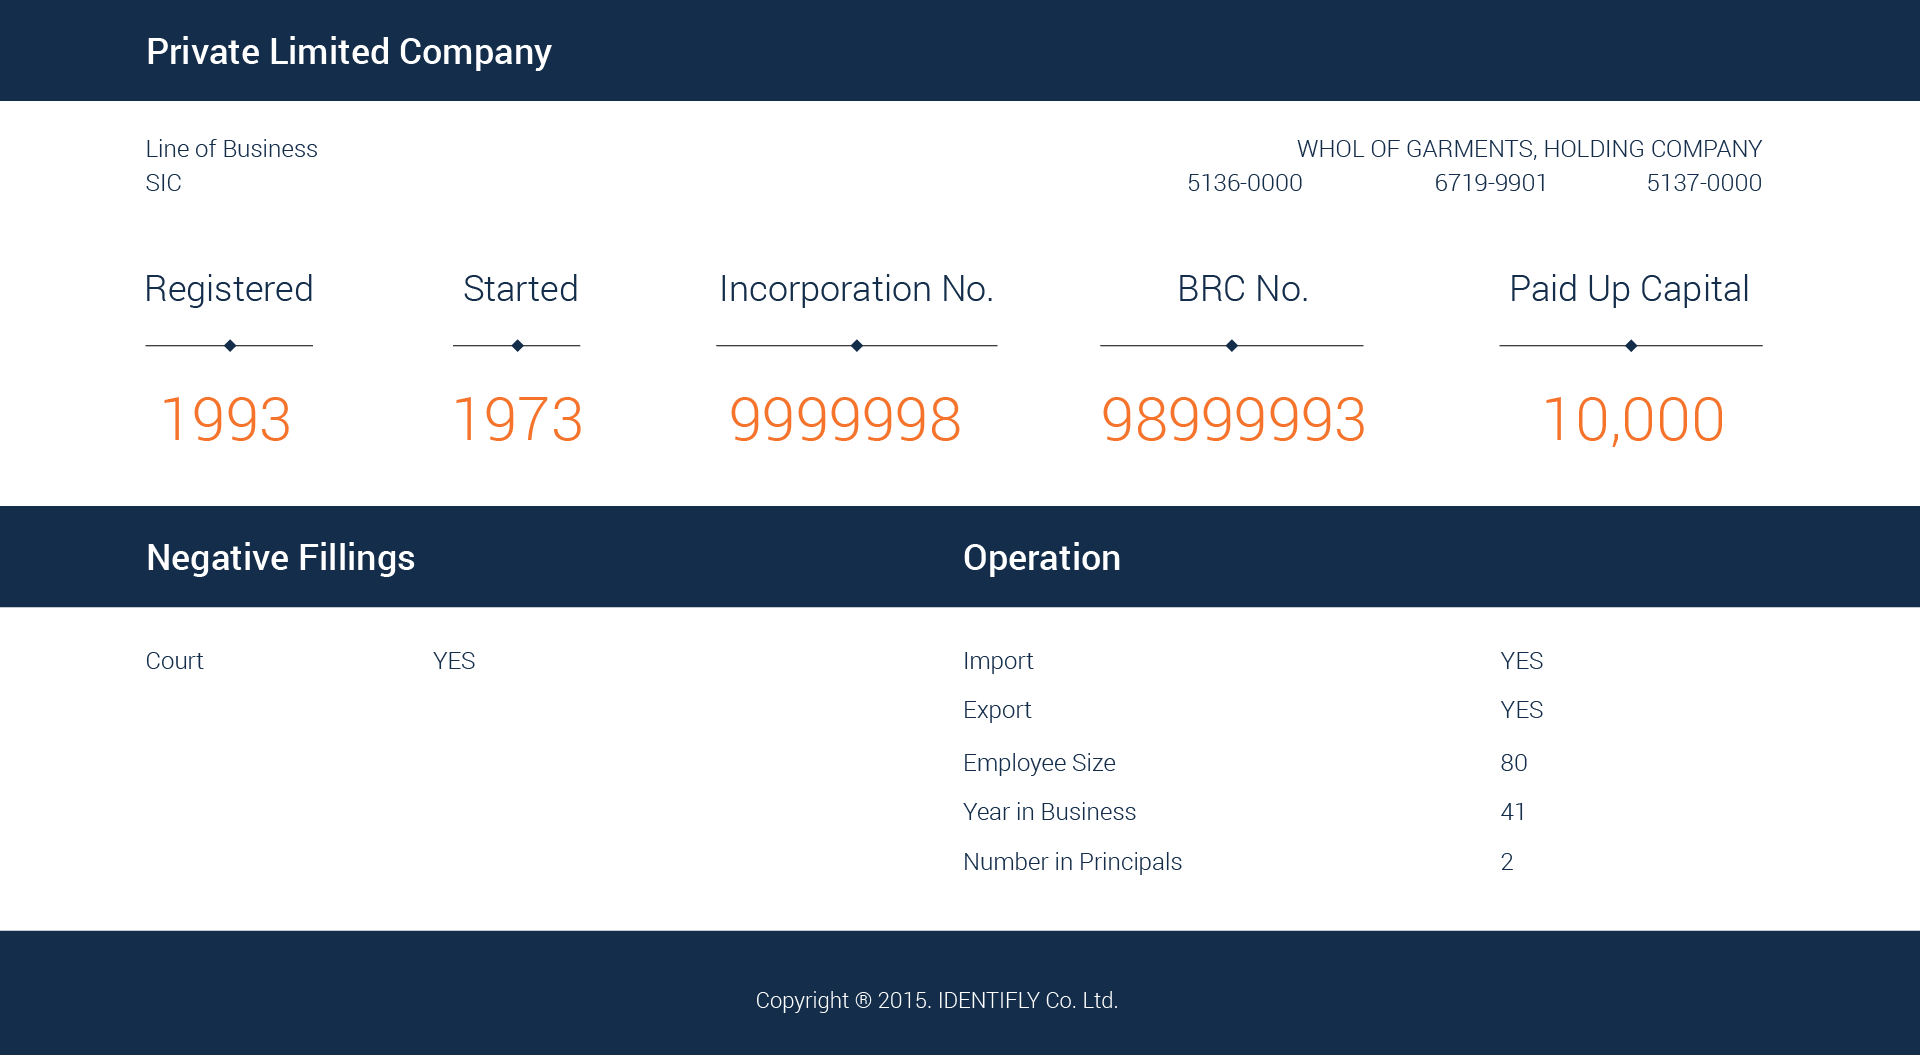 Private Limited Company
Line of Business WHOL OF GARMENTS, HOLDING COMPANY
SIC 5136-0000 6719-9901 5137-0000
Registered Started Incorporation No. BRC No. Paid Up Capital
1993 1973 9999998 98999993 10,000
Negative Fillings Operation
Court YES Import YES
Export YES
Employee Size 80
Year in Business 41
Number in Principals 2
Copyright ® 2015. IDENTIFLY Co. Ltd.